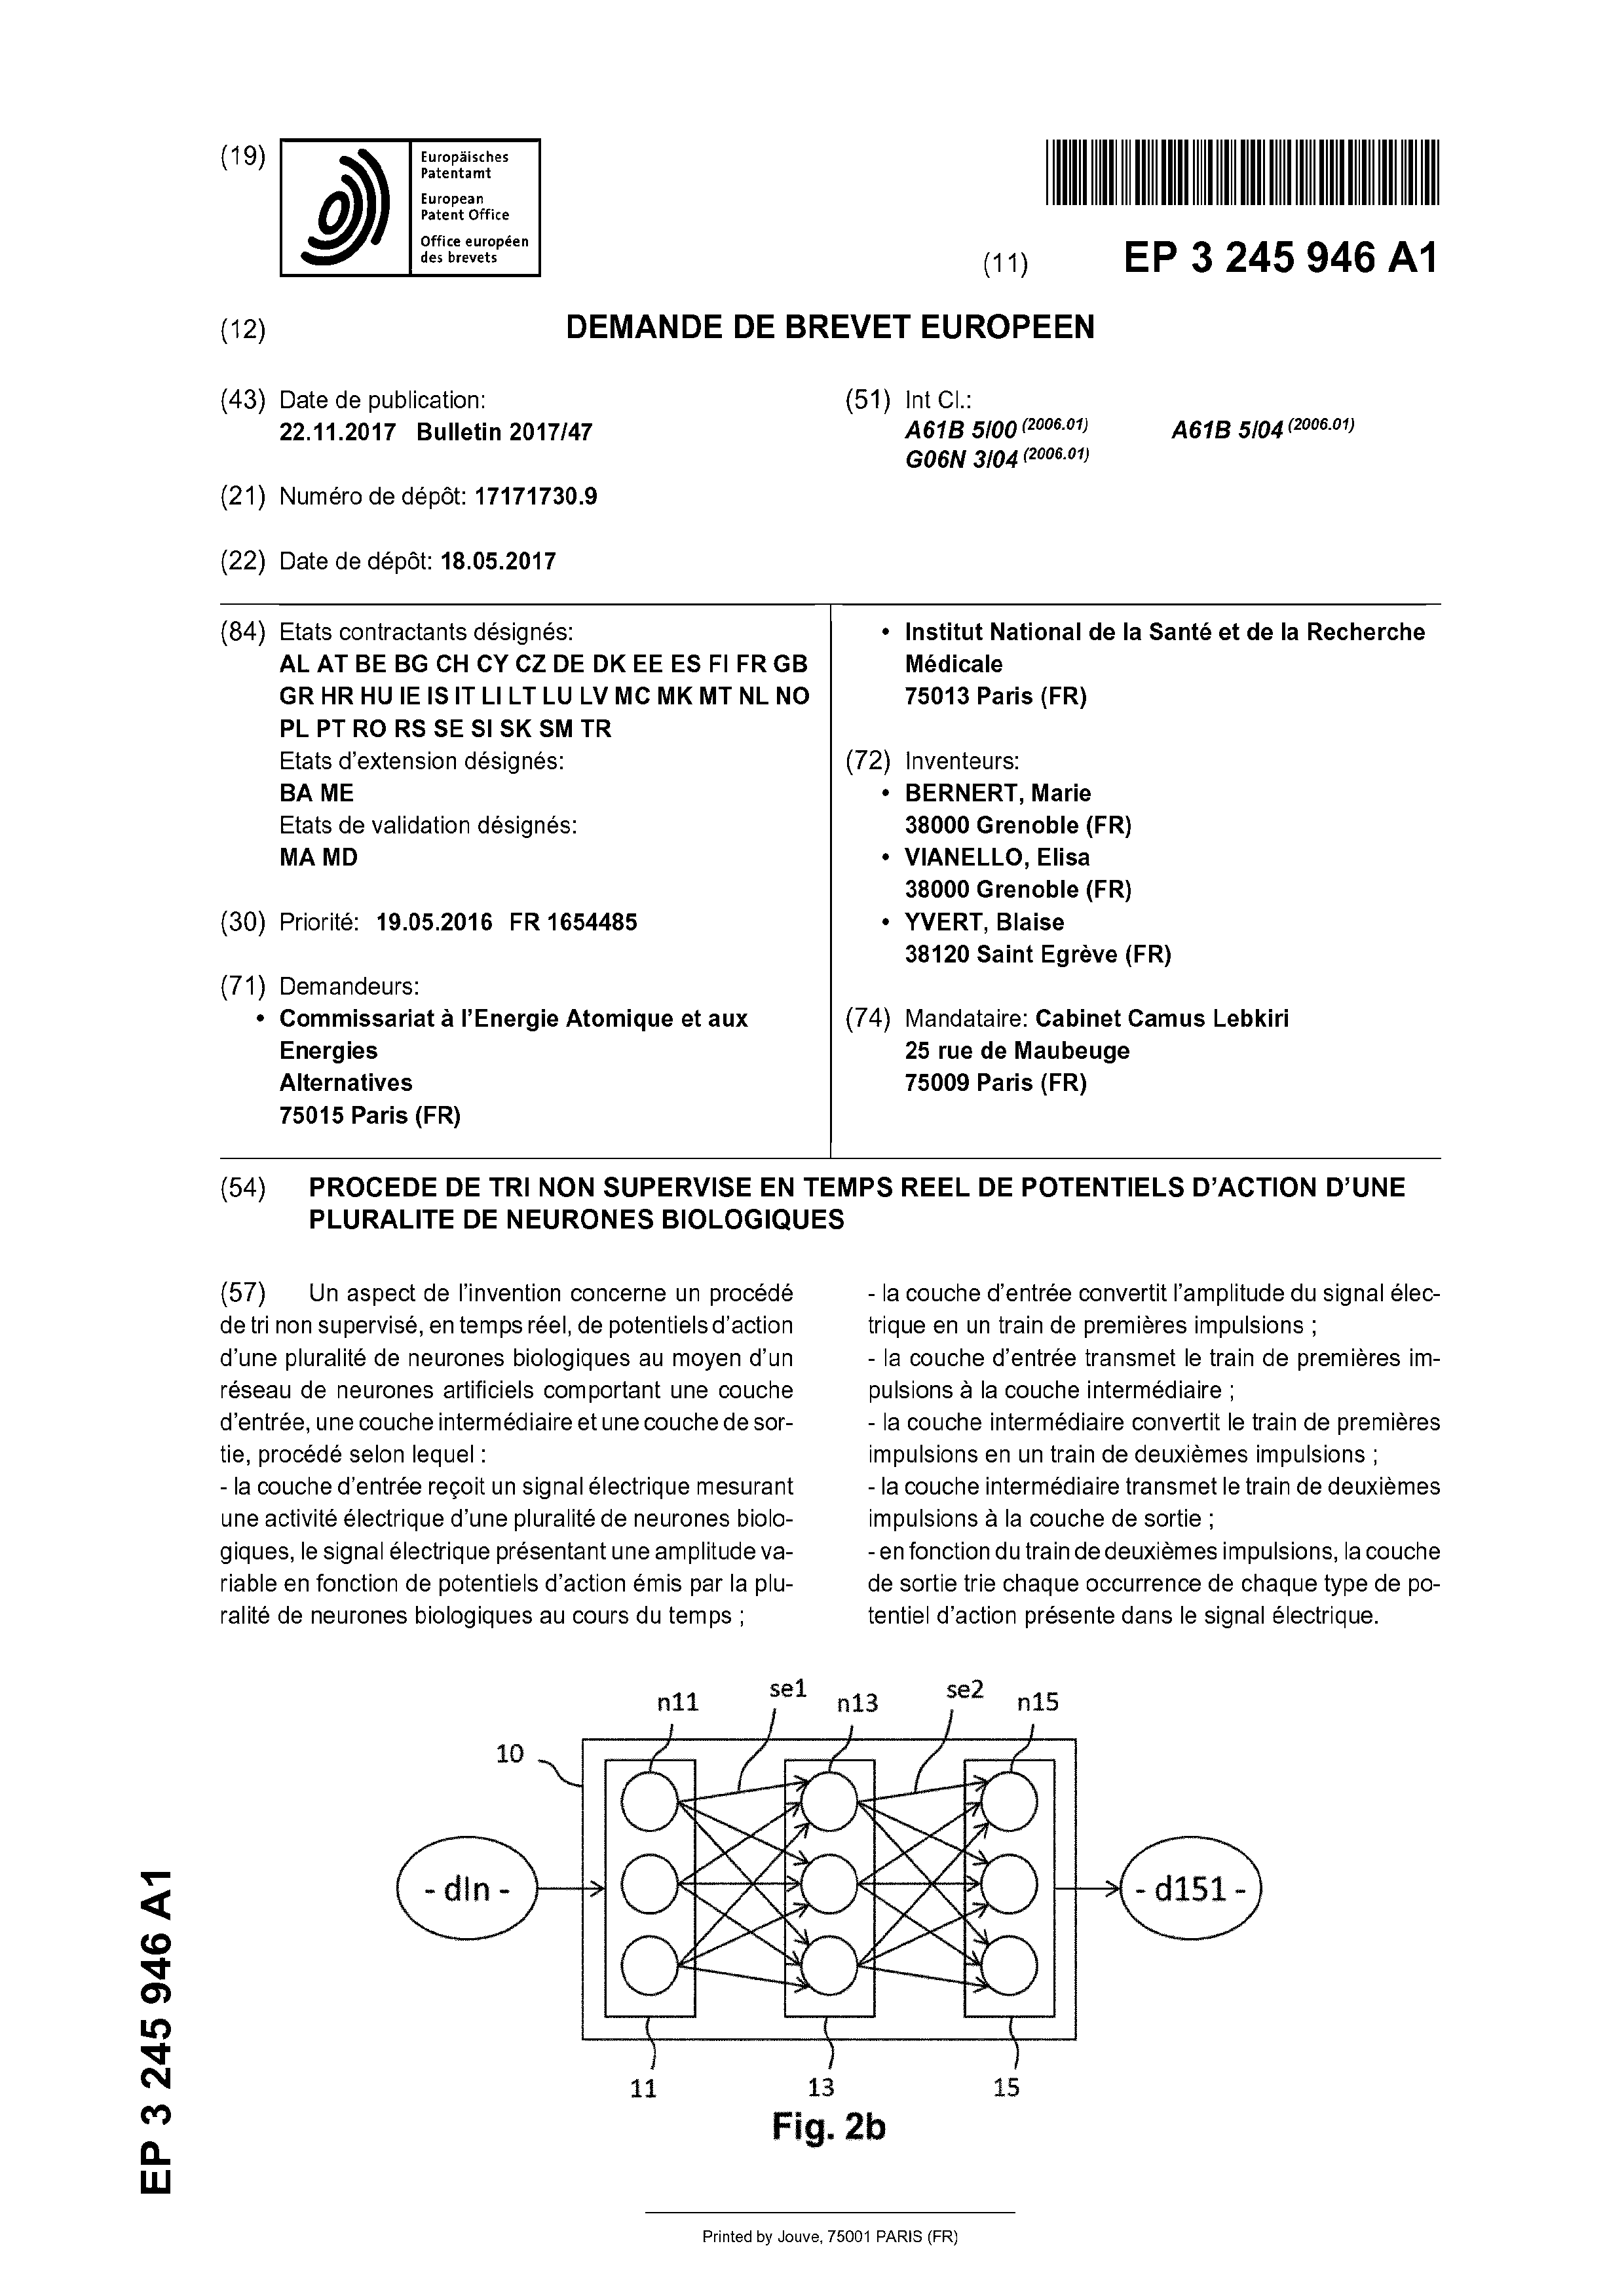 (19)
Europäisches
Patentamt
European
Patent Office
Office européen
des brevets
(11) EP 3 245 946 A1
(12) DEMANDE DE BREVET EUROPEEN
(43) Date de publication:
22.11.2017 Bulletin 2017/47
(21) Numéro de dépôt: 17171730.9
(22) Date de dépôt: 18.05.2017
(51) Int Cl.:
A61B 5/00 (2006.01) A61B 5/04 (2006.01)
G06N 3/04 (2006.01)
(84) Etats contractants désignés:
AL AT BE BG CH CY CZ DE DK EE ES FI FR GB
GR HR HU IE IS IT LI LT LU LV MC MK MT NL NO
PL PT RO RS SE SI SK SM TR
Etats d'extension désignés:
BA ME
Etats de validation désignés:
MA MD
(30) Priorité: 19.05.2016 FR 1654485
(71) Demandeurs:
• Commissariat à l'Energie Atomique et aux
Energies
Alternatives
75015 Paris (FR)
• Institut National de la Santé et de la Recherche
Médicale
75013 Paris (FR)
(72) Inventeurs:
• BERNERT, Marie
38000 Grenoble (FR)
• VIANELLO, Elisa
38000 Grenoble (FR)
• YVERT, Blaise
38120 Saint Egrève (FR)
(74) Mandataire: Cabinet Camus Lebkiri
25 rue de Maubeuge
75009 Paris (FR)
(54) PROCEDE DE TRI NON SUPERVISE EN TEMPS REEL DE POTENTIELS D'ACTION D'UNE
PLURALITE DE NEURONES BIOLOGIQUES
(57) Un aspect de l'invention concerne un procédé
de tri non supervisé, en temps réel, de potentiels d'action
d'une pluralité de neurones biologiques au moyen d'un
réseau de neurones artificiels comportant une couche
d'entrée, une couche intermédiaire et une couche de sor-
tie, procédé selon lequel :
- la couche d'entrée reçoit un signal électrique mesurant
une activité électrique d'une pluralité de neurones biolo-
giques, le signal électrique présentant une amplitude va-
riable en fonction de potentiels d'action émis par la plu-
ralité de neurones biologiques au cours du temps ;
- la couche d'entrée convertit l'amplitude du signal élec-
trique en un train de premières impulsions ;
- la couche d'entrée transmet le train de premières im-
pulsions à la couche intermédiaire ;
- la couche intermédiaire convertit le train de premières
impulsions en un train de deuxièmes impulsions ;
- la couche intermédiaire transmet le train de deuxièmes
impulsions à la couche de sortie ;
- en fonction du train de deuxièmes impulsions, la couche
de sortie trie chaque occurrence de chaque type de po-
tentiel d'action présente dans le signal électrique.
n11 se1 n13 se2 n15
10
- dIn -
- d151 -
11 13 15
Fig. 2b
EP 3 245 946 A1
Printed by Jouve, 75001 PARIS (FR)